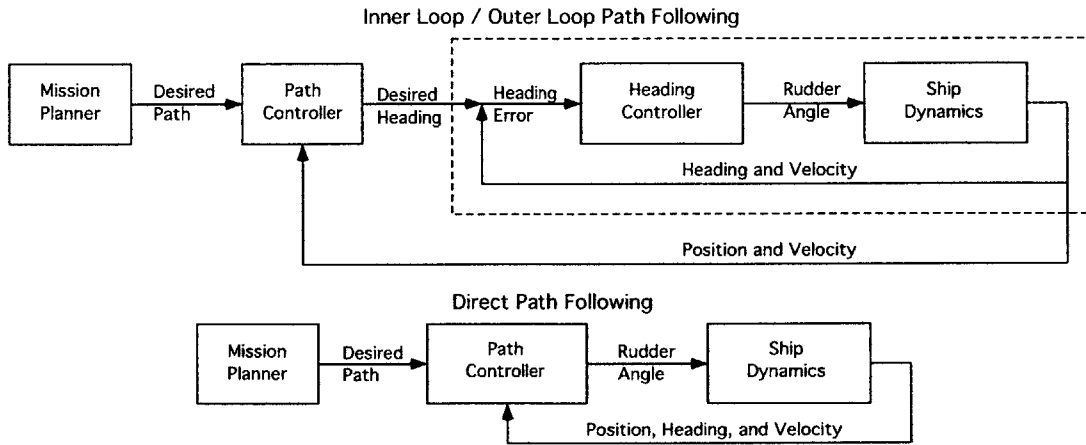 Inner Loop / Outer Loop Path Following
Mission
Planner
Desired
Path
Path
Controller
Desired
Heading
Heading
Error
Heading
Controller
Rudder
Angle
Ship
Dynamics
Heading and Velocity
Position and Velocity
Direct Path Following
Mission
Planner
Desired
Path
Path
Controller
Rudder
Angle
Ship
Dynamics
Position, Heading, and Velocity